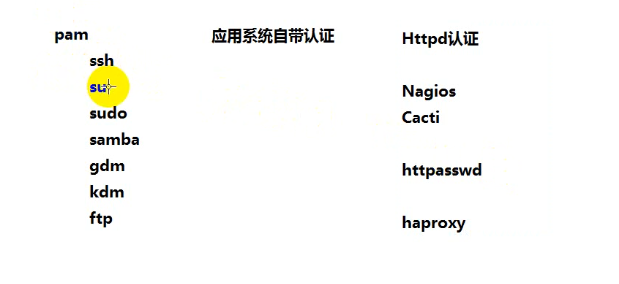 pam
ssh
su
sudo
samba
gdm
kdm
ftp
应用系统自带认证
Httpd认证
Nagios
Cacti
httpasswd
haproxy